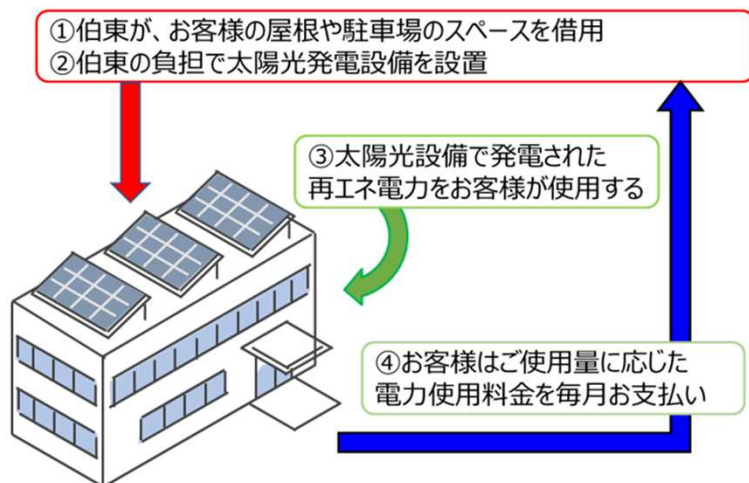 ①伯東が、お客様の屋根や駐車場のスペースを借用
②伯東の負担で太陽光発電設備を設置
③太陽光設備で発電された
再エネ電力をお客様が使用する
④お客様はご使用量に応じた
電力使用料金を毎月お支払い